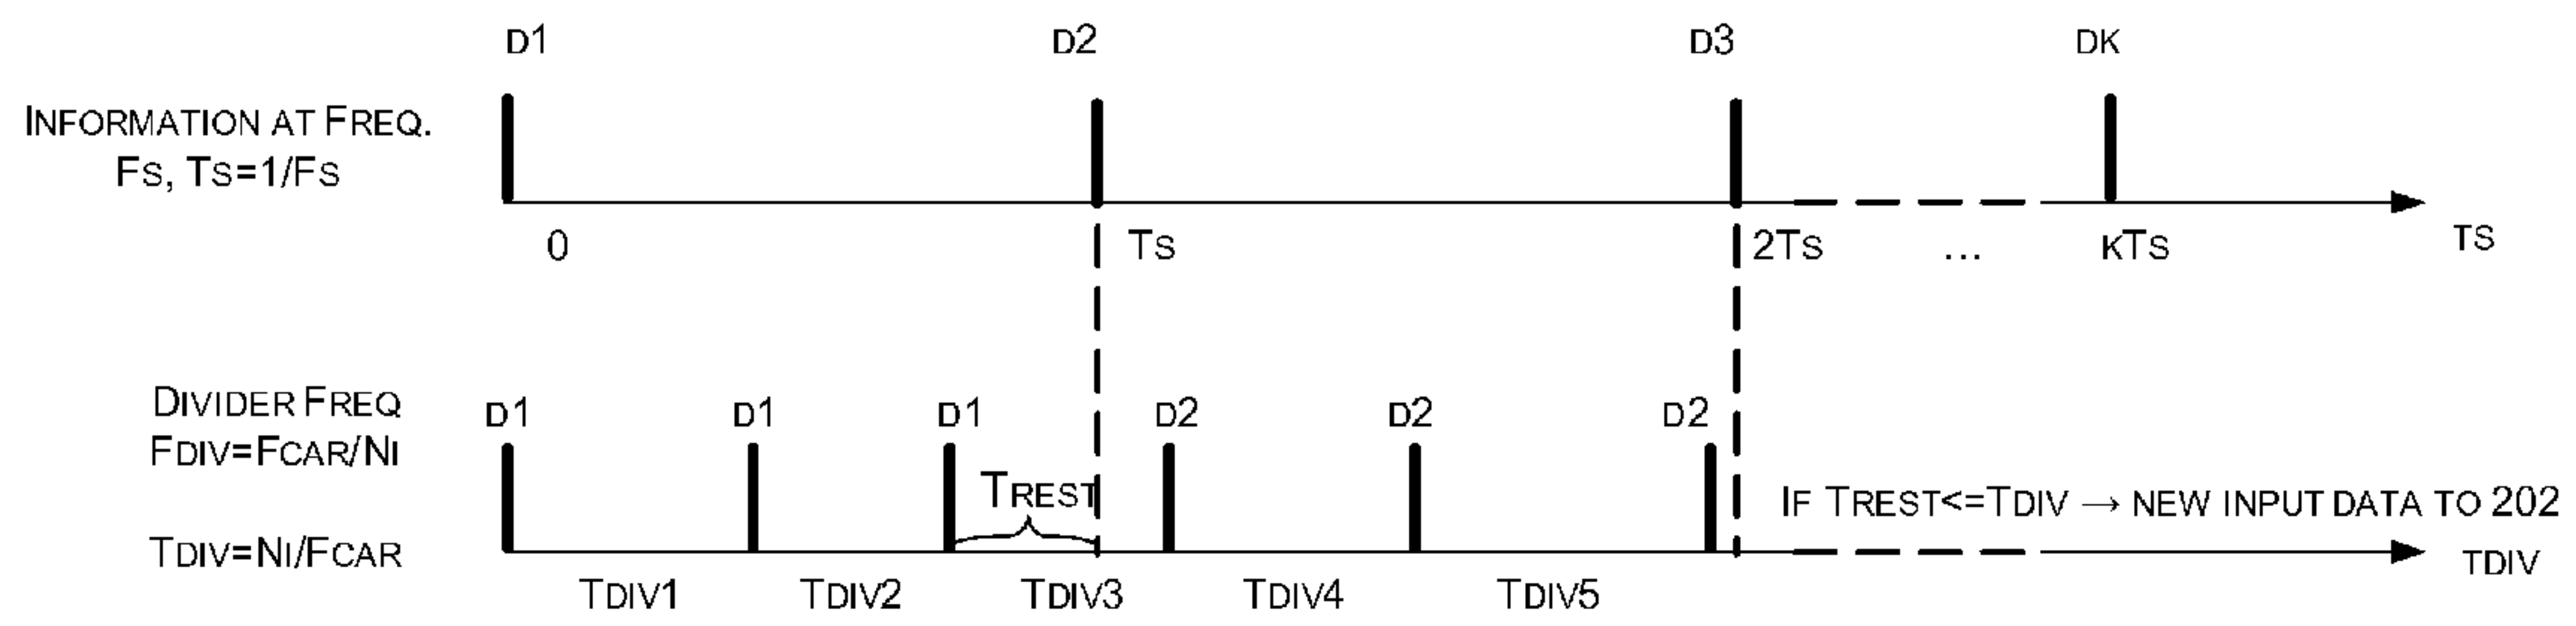 D1 D2 D3 DK
INFORMATION AT FREQ.
FS, TS=1/FS
0 TS 2TS ... KTS TS
DIVIDER FREQ
FDIV=FCAR/NI
D1 D1 D1 D2 D2 D2
TREST
IF TREST<=TDIV → NEW INPUT DATA TO 202
TDIV=NI/FCAR
TDIV
TDIV1 TDIV2 TDIV3 TDIV4 TDIV5